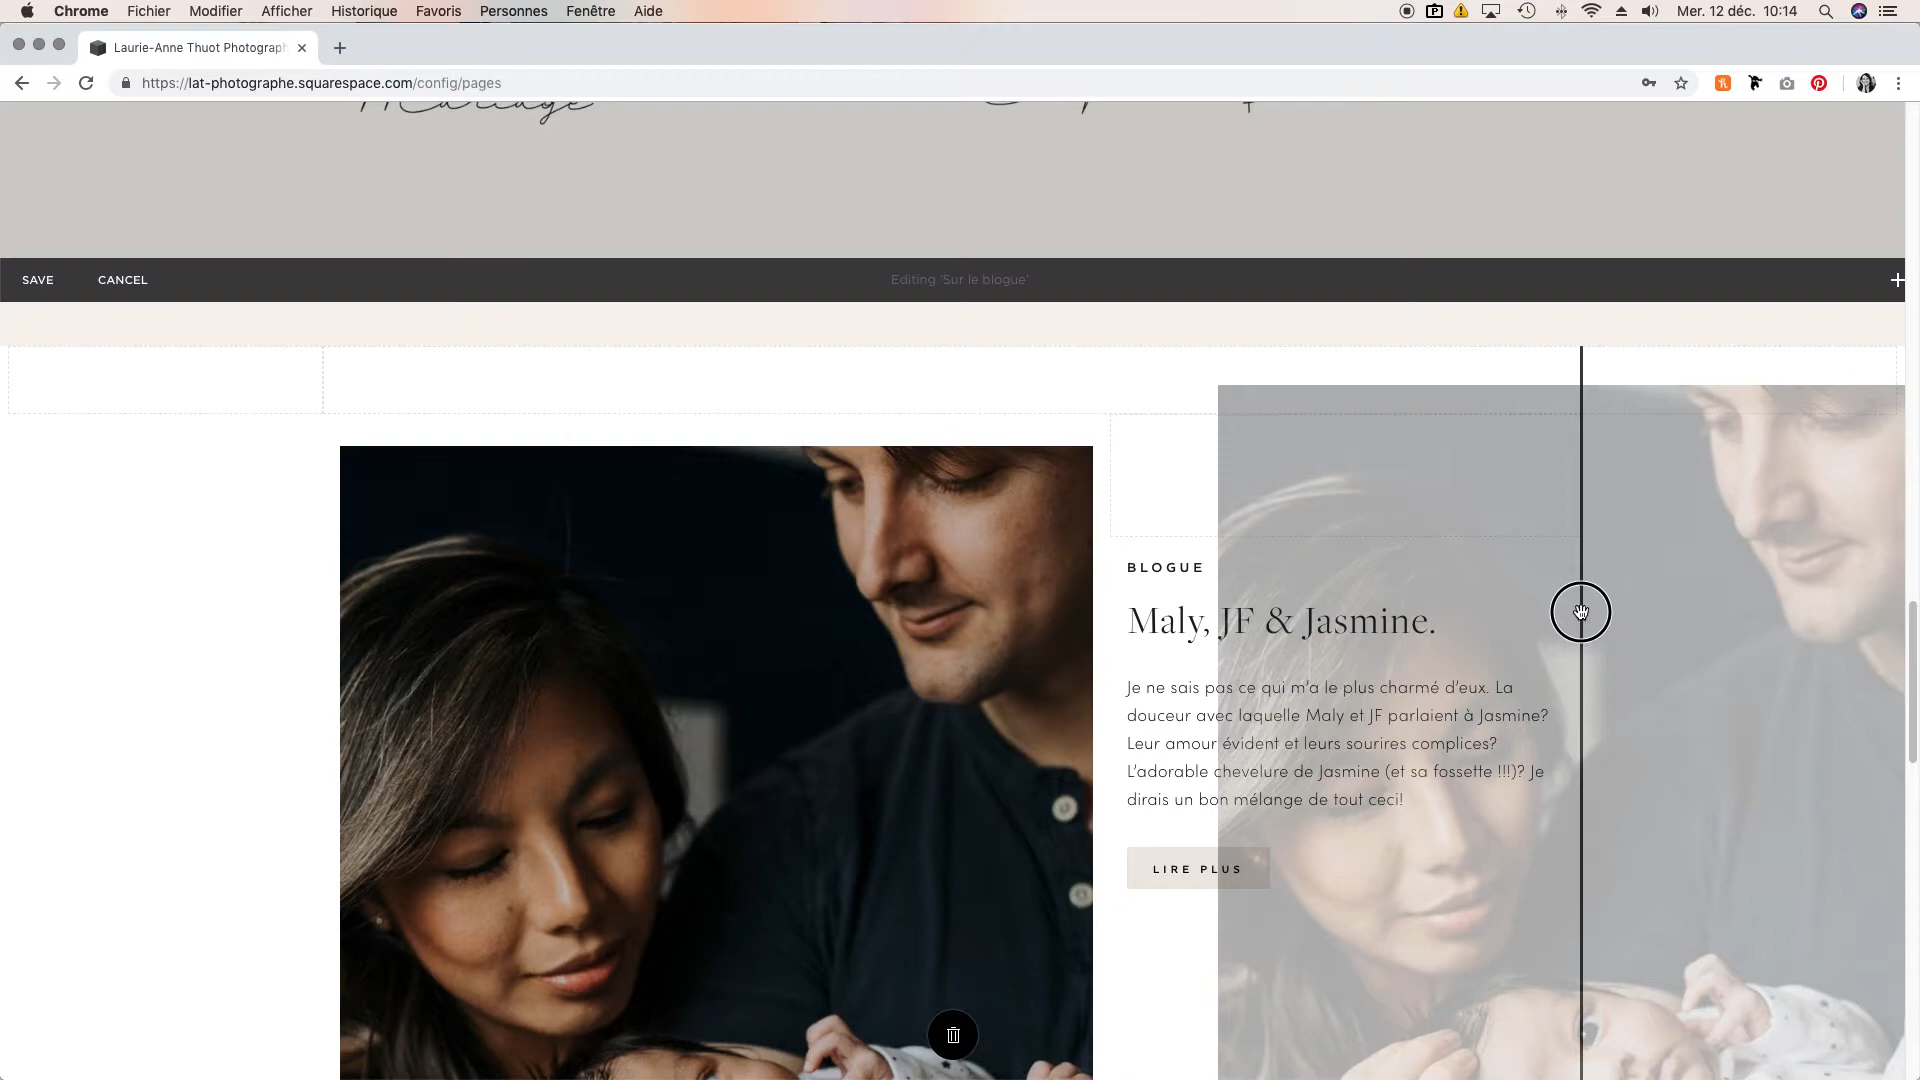 Chrome Fichier Modifier Afficher Historique Favoris Personnes Fenêtre Aide
Mer. 12 déc. 10:14
Laurie-Anne Thuot Photograph
https://lat-photographe.squarespace.com/config/pages
Mariage
SAVE CANCEL Editing 'Sur le blogue'
BLOGUE
Maly, JF & Jasmine.
Je ne sais pas ce qui m'a le plus charmé d'eux. La
douceur avec laquelle Maly et JF parlaient à Jasmine?
Leur amour évident et leurs sourires complices?
L'adorable chevelure de Jasmine (et sa fossette !!!)? Je
dirais un bon mélange de tout ceci!
LIRE PLUS